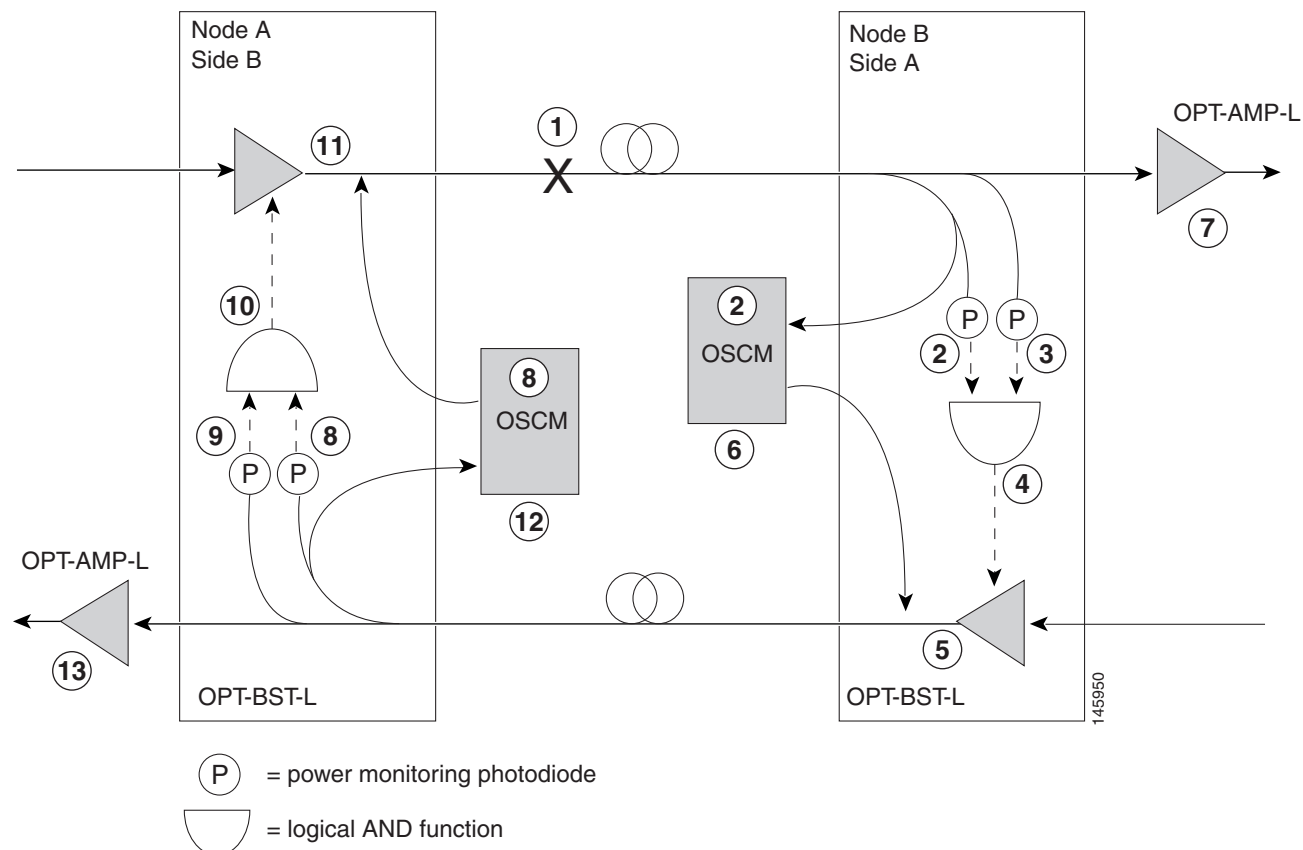 Node A
Side B
Node B
Side A
OPT-AMP-L
1
11
X
7
10
2
OSCM
P
P
2
3
8
OSCM
9
8
6
P
P
4
12
OPT-AMP-L
13
5
OPT-BST-L
OPT-BST-L
145950
P = power monitoring photodiode
= logical AND function